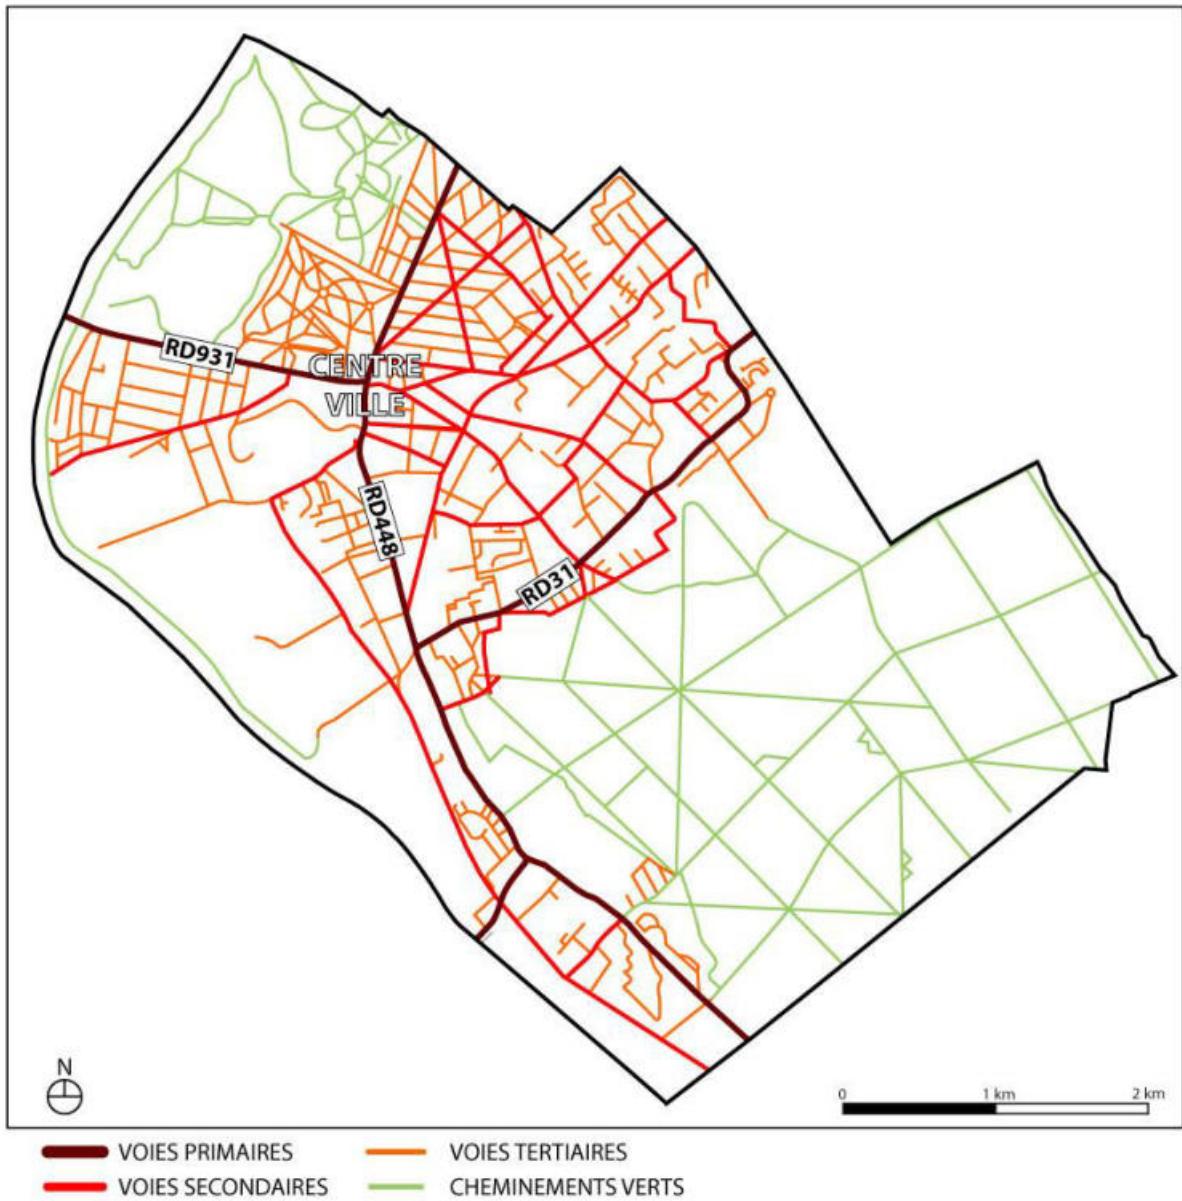 RD931
CENTRE
VILLE
RD448
RD31
N
0 1 km 2 km
VOIES PRIMAIRES
VOIES TERTIAIRES
VOIES SECONDAIRES
CHEMINEMENTS VERTS